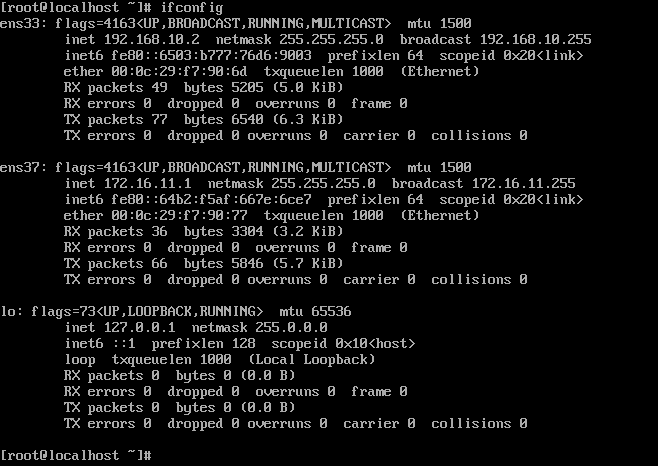 [root@localhost ~]# ifconfig
ens33: flags=4163<UP,BROADCAST,RUNNING,MULTICAST>  mtu 1500
        inet 192.168.10.2  netmask 255.255.255.0  broadcast 192.168.10.255
        inet6 fe80::6503:b777:76d6:9003  prefixlen 64  scopeid 0x20<link>
        ether 00:0c:29:f7:90:6d  txqueuelen 1000  (Ethernet)
        RX packets 49  bytes 5205 (5.0 KiB)
        RX errors 0  dropped 0  overruns 0  frame 0
        TX packets 77  bytes 6540 (6.3 KiB)
        TX errors 0  dropped 0 overruns 0  carrier 0  collisions 0

ens37: flags=4163<UP,BROADCAST,RUNNING,MULTICAST>  mtu 1500
        inet 172.16.11.1  netmask 255.255.255.0  broadcast 172.16.11.255
        inet6 fe80::64b2:f5af:667e:6ce7  prefixlen 64  scopeid 0x20<link>
        ether 00:0c:29:f7:90:77  txqueuelen 1000  (Ethernet)
        RX packets 36  bytes 3304 (3.2 KiB)
        RX errors 0  dropped 0  overruns 0  frame 0
        TX packets 66  bytes 5846 (5.7 KiB)
        TX errors 0  dropped 0 overruns 0  carrier 0  collisions 0

lo: flags=73<UP,LOOPBACK,RUNNING>  mtu 65536
        inet 127.0.0.1  netmask 255.0.0.0
        inet6 ::1  prefixlen 128  scopeid 0x10<host>
        loop  txqueuelen 1000  (Local Loopback)
        RX packets 0  bytes 0 (0.0 B)
        RX errors 0  dropped 0  overruns 0  frame 0
        TX packets 0  bytes 0 (0.0 B)
        TX errors 0  dropped 0 overruns 0  carrier 0  collisions 0

[root@localhost ~]#